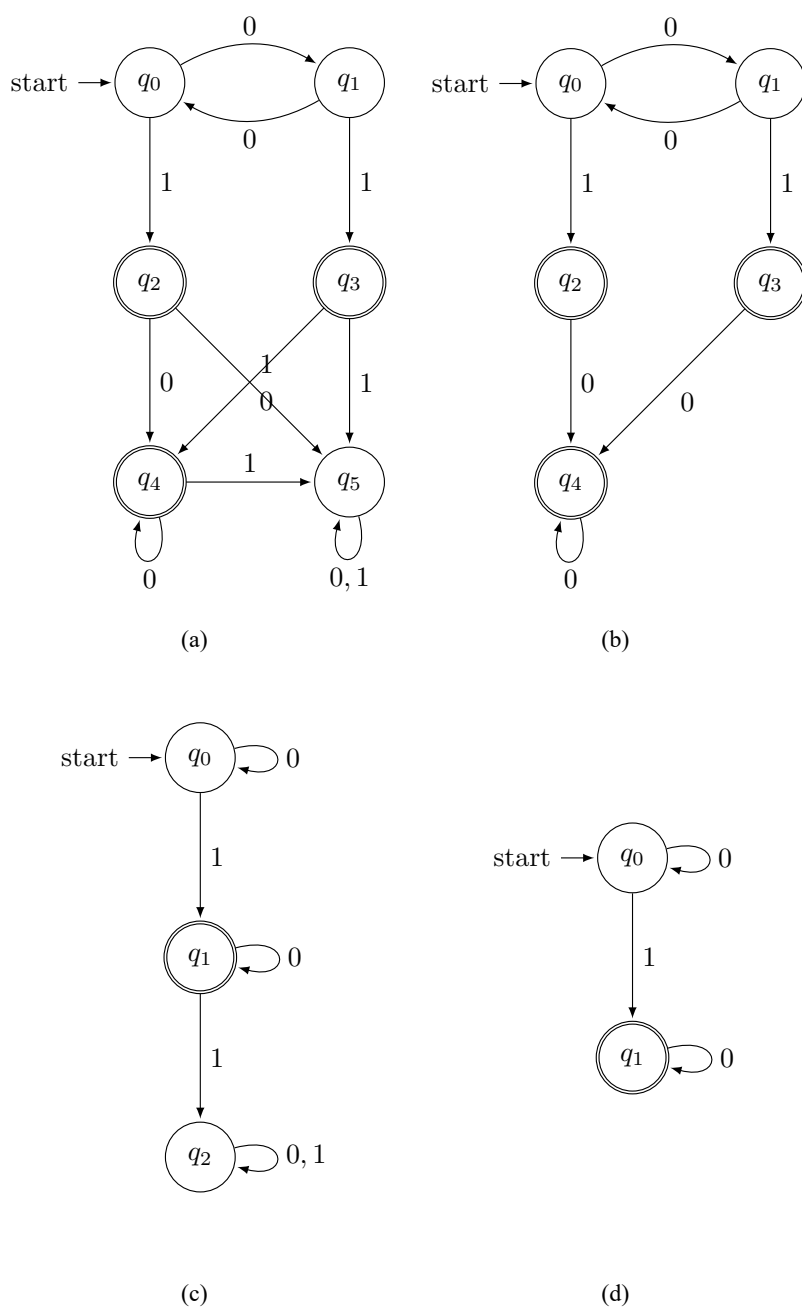 0 0
start q0 q1 start q0 q1
0 0
1 1 1 1
q2 q3 q2 q3
1
0 0 1 0 0
1
q4 q5 q4
0 0, 1 0
(a) (b)
start q0 0
1
start q0 0
q1 0
1
1
q1 0
q2 0, 1
(c) (d)